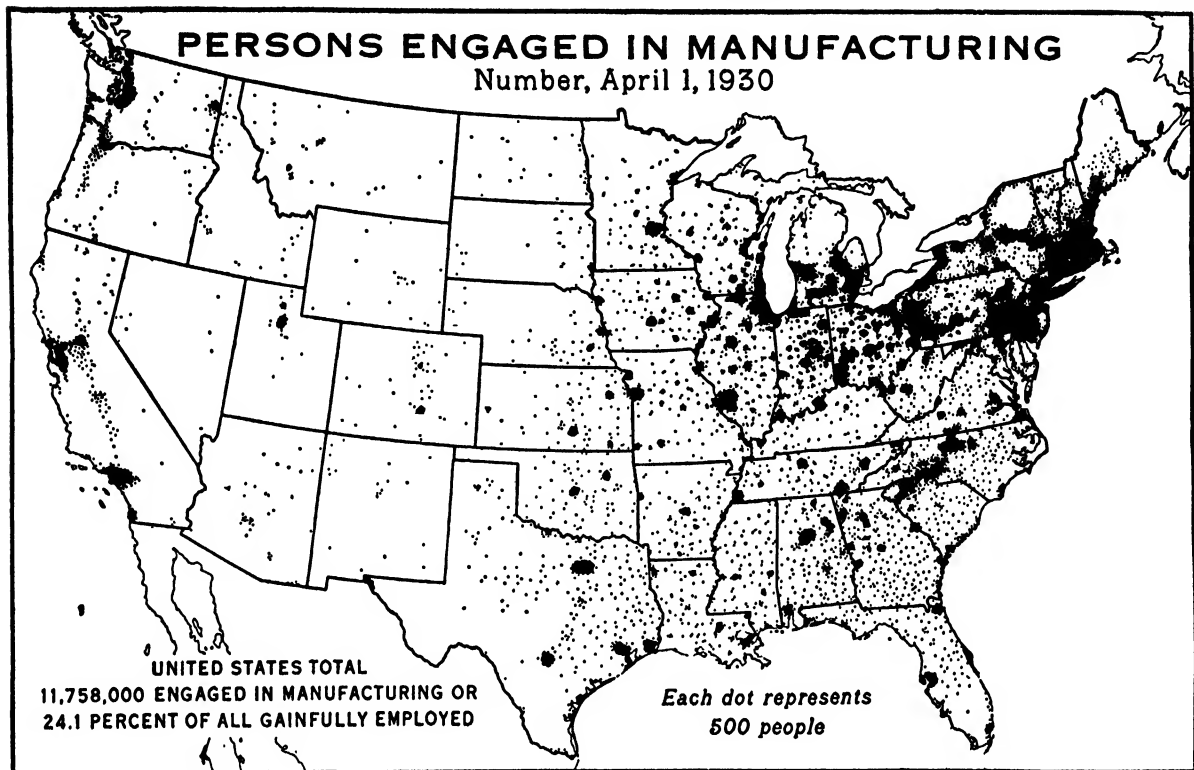 PERSONS ENGAGED IN MANUFACTURING
Number, April 1, 1930
UNITED STATES TOTAL
11,758,000 ENGAGED IN MANUFACTURING OR
24.1 PERCENT OF ALL GAINFULLY EMPLOYED
Each dot represents
500 people